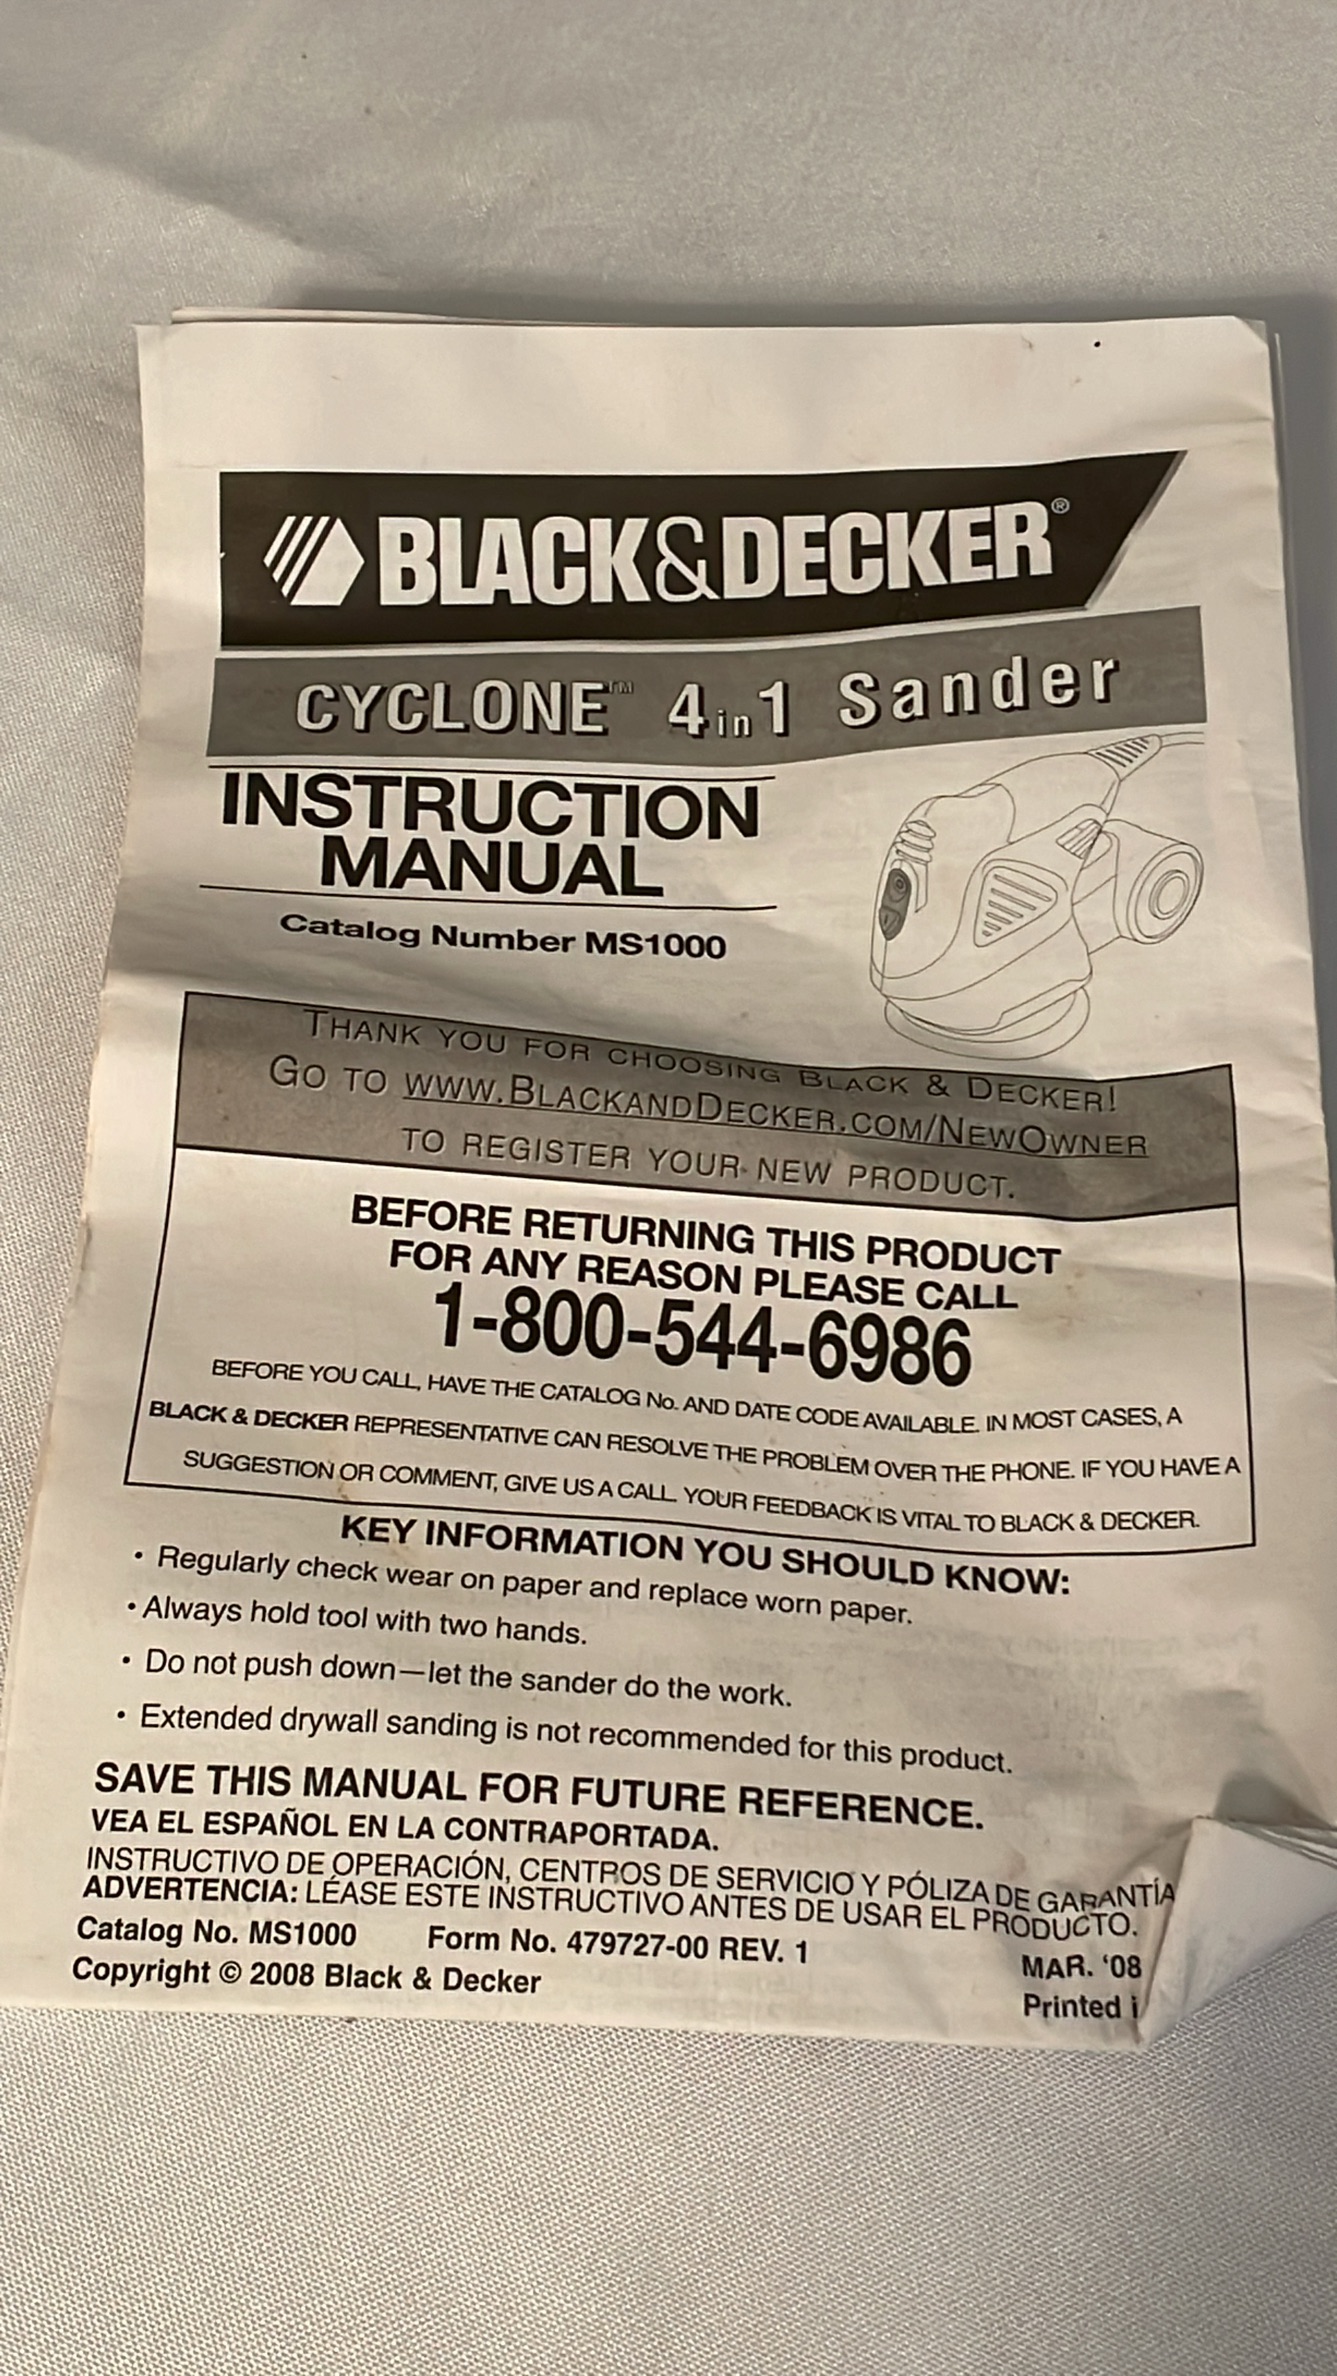 BLACK&DECKER®
CYCLONE™ 4in1 Sander
INSTRUCTION
MANUAL
Catalog Number MS1000
THANK YOU FOR CHOOSING BLACK & DECKER!
GO TO WWW.BLACKANDDECKER.COM/NEWOWNER
TO REGISTER YOUR NEW PRODUCT.
BEFORE RETURNING THIS PRODUCT
FOR ANY REASON PLEASE CALL
1-800-544-6986
BEFORE YOU CALL, HAVE THE CATALOG No. AND DATE CODE AVAILABLE. IN MOST CASES, A
BLACK & DECKER REPRESENTATIVE CAN RESOLVE THE PROBLEM OVER THE PHONE. IF YOU HAVE A
SUGGESTION OR COMMENT, GIVE US A CALL. YOUR FEEDBACK IS VITAL TO BLACK & DECKER.
KEY INFORMATION YOU SHOULD KNOW:
• Regularly check wear on paper and replace worn paper.
• Always hold tool with two hands.
• Do not push down—let the sander do the work.
• Extended drywall sanding is not recommended for this product.
SAVE THIS MANUAL FOR FUTURE REFERENCE.
VEA EL ESPAÑOL EN LA CONTRAPORTADA.
INSTRUCTIVO DE OPERACIÓN, CENTROS DE SERVICIO Y PÓLIZA DE GARANTÍA
ADVERTENCIA: LÉASE ESTE INSTRUCTIVO ANTES DE USAR EL PRODUCTO.
Catalog No. MS1000 Form No. 479727-00 REV. 1 MAR. '08
Copyright © 2008 Black & Decker Printed i